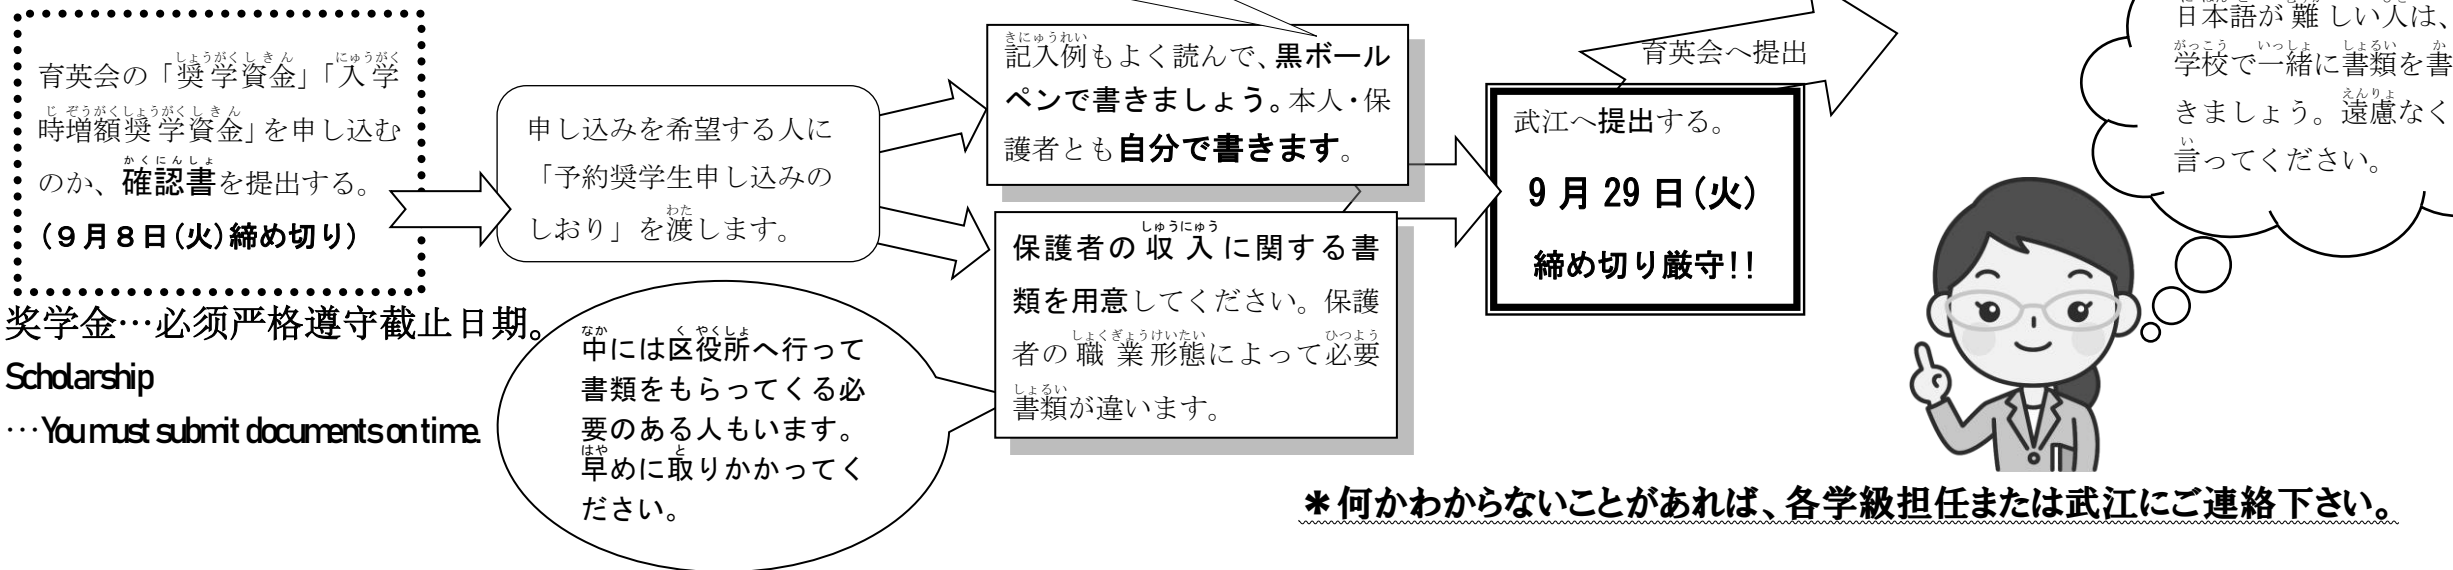 育英会の「奨学資金」「入学
時増額奨学資金」を申し込む
のか、確認書を提出する。
(９月８日(火)締め切り)
申し込みを希望する人に
「予約奨学生申し込みの
しおり」を渡します。
記入例もよく読んで、黒ボール
ペンで書きましょう。本人・保
護者とも自分で書きます。
保護者の収入に関する書
類を用意してください。保護
者の職業形態によって必要
書類が違います。
中には区役所へ行って
書類をもらってくる必
要のある人もいます。
早めに取りかかってく
ださい。
育英会へ提出
武江へ提出する。
9月29日(火)
締め切り厳守!!
日本語が難しい人は、
学校で一緒に書類を書
きましょう。遠慮なく
言ってください。
奖学金…必须严格遵守截止日期。
Scholarship
…You must submit documents on time.
＊何かわからないことがあれば、各学級担任または武江にご連絡下さい。